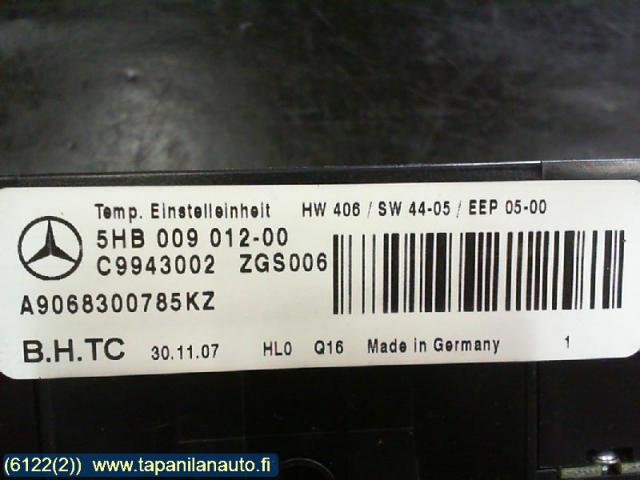 Temp. Einstelleinheit HW 406 / SW 44-05 / EEP 05-00
5HB 009 012-00
C9943002 ZGS006
A9068300785KZ
B.H.TC 30.11.07 HL0 Q16 Made in Germany 1
(6122(2)) www.tapanilanauto.fi